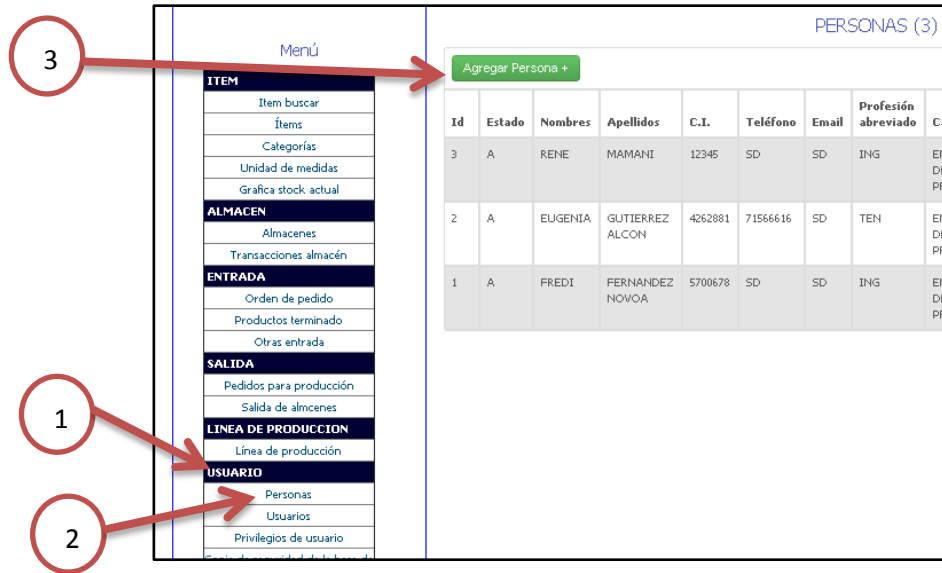 3
1
2
Menú
ITEM
Item buscar
Ítems
Categorías
Unidad de medidas
Grafica stock actual
ALMACEN
Almacenes
Transacciones almacén
ENTRADA
Orden de pedido
Productos terminado
Otras entrada
SALIDA
Pedidos para producción
Salida de almcenes
LINEA DE PRODUCCION
Línea de producción
USUARIO
Personas
Usuarios
Privilegios de usuario
PERSONAS (3)
Agregar Persona +
Id Estado Nombres Apellidos C.I. Teléfono Email Profesión abreviado
3 A RENE MAMANI 12345 SD SD ING
2 A EUGENIA GUTIERREZ ALCON 4262881 71566616 SD TEN
1 A FREDI FERNANDEZ NOVOA 5700678 SD SD ING